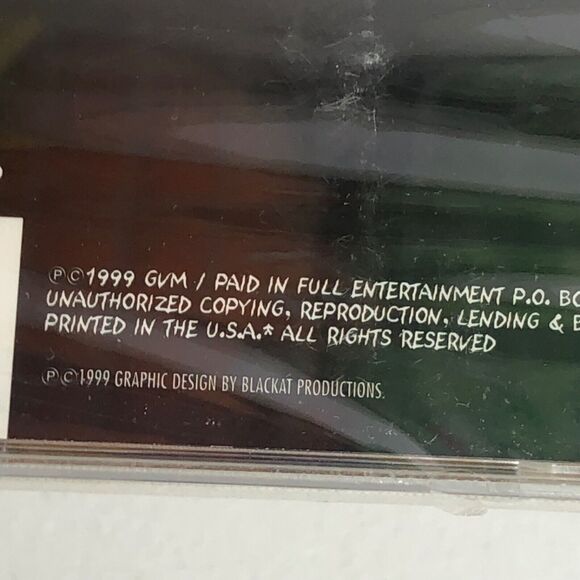 ℗©1999 GVM / PAID IN FULL ENTERTAINMENT P.O.
UNAUTHORIZED COPYING, REPRODUCTION, LENDING &
PRINTED IN THE U.S.A.* ALL RIGHTS RESERVED
℗©1999 GRAPHIC DESIGN BY BLACKAT PRODUCTIONS.